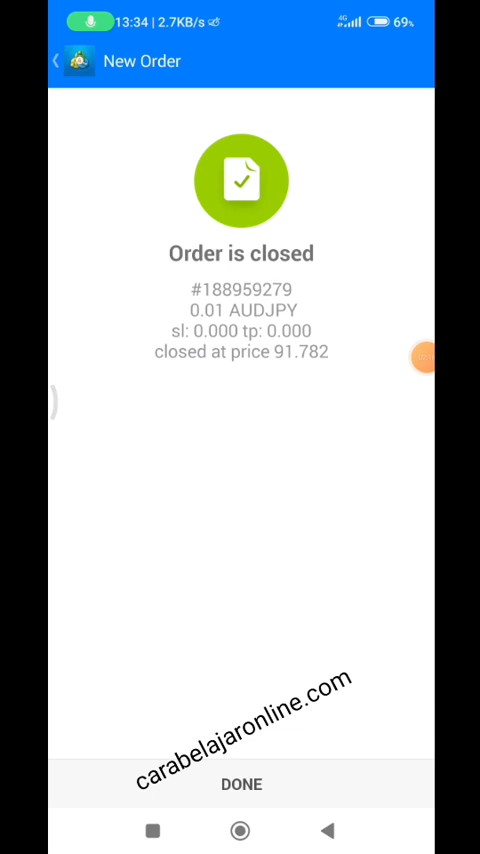 13:34 | 2.7KB/s
4G
69%
New Order
Order is closed
#188959279
0.01 AUDJPY
sl: 0.000 tp: 0.000
closed at price 91.782
carabelajaronline.com
DONE